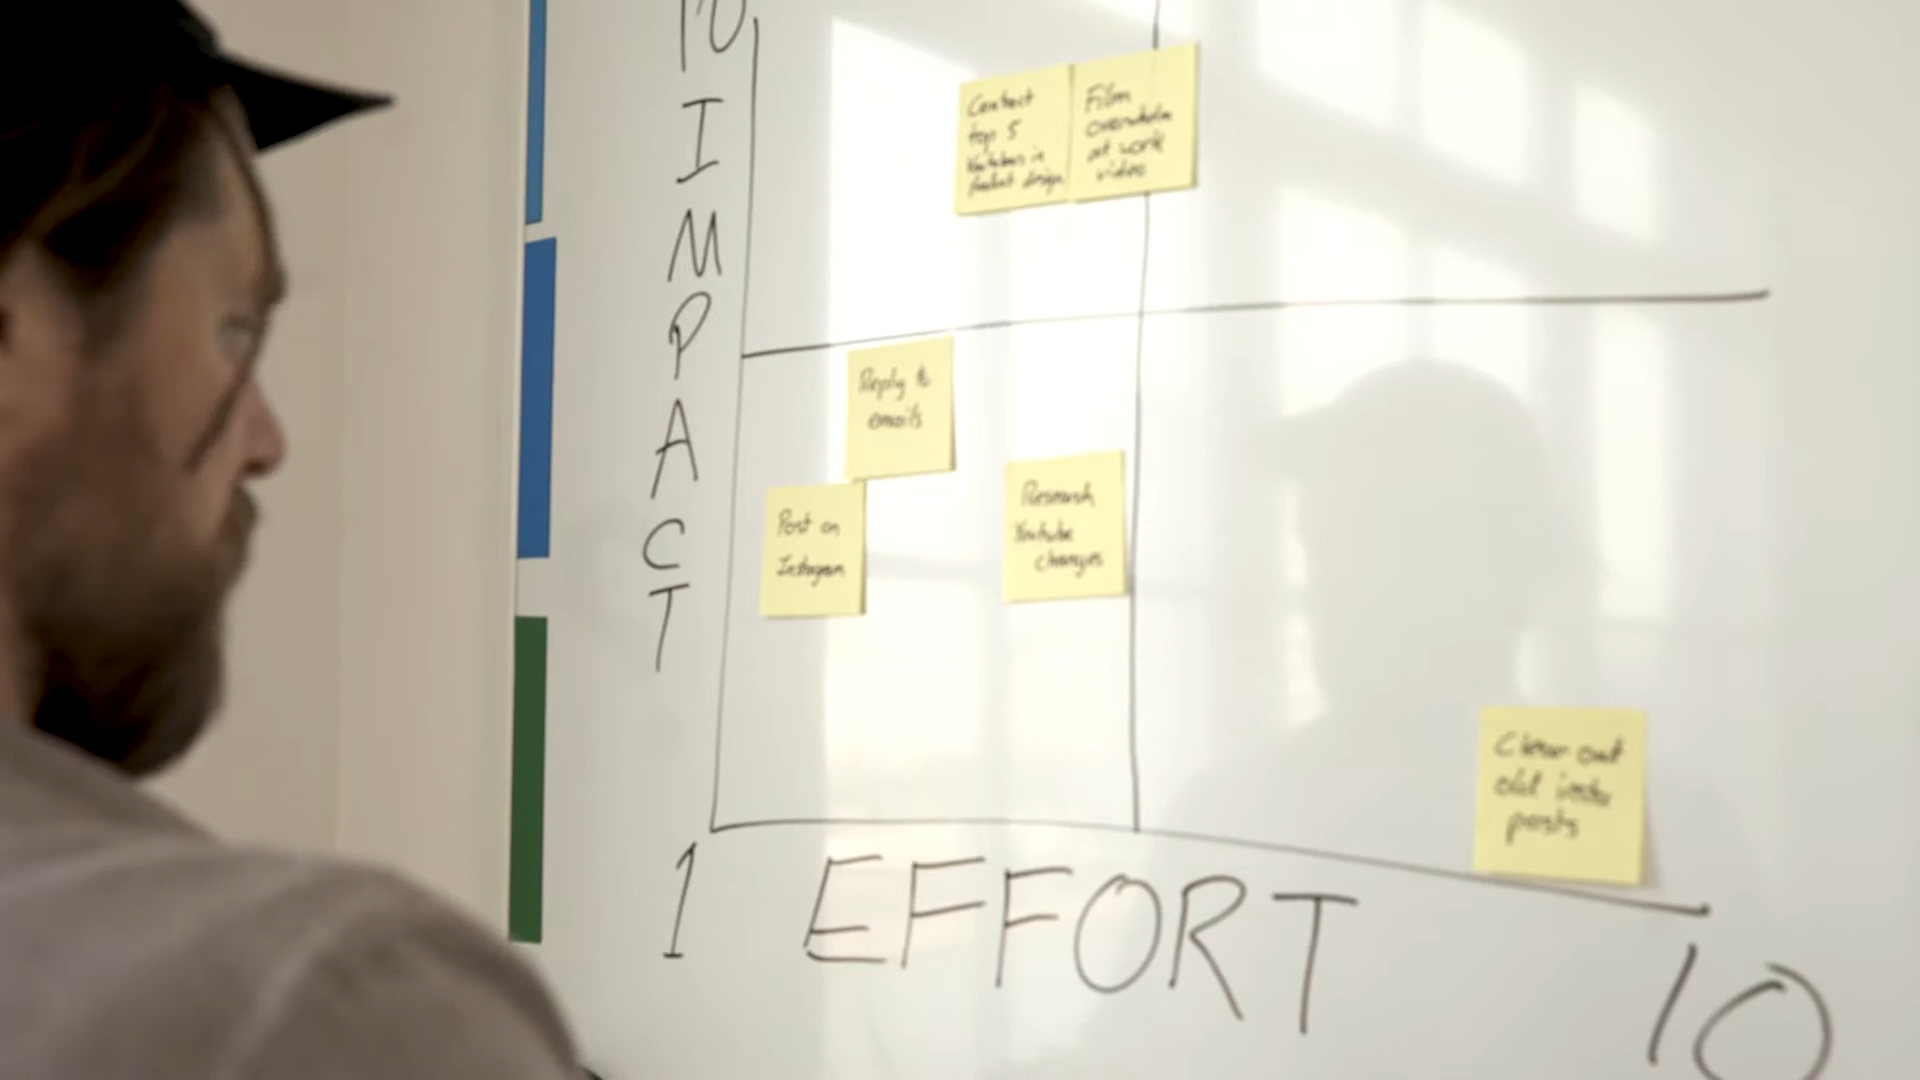 10
IMPACT
Contact
top 5
Youtubers in
product design
Film
overwhelm
at work
video
Reply to
emails
Post on
Instagram
Research
Youtube
changes
Clear out
old insta
posts
1
EFFORT
10